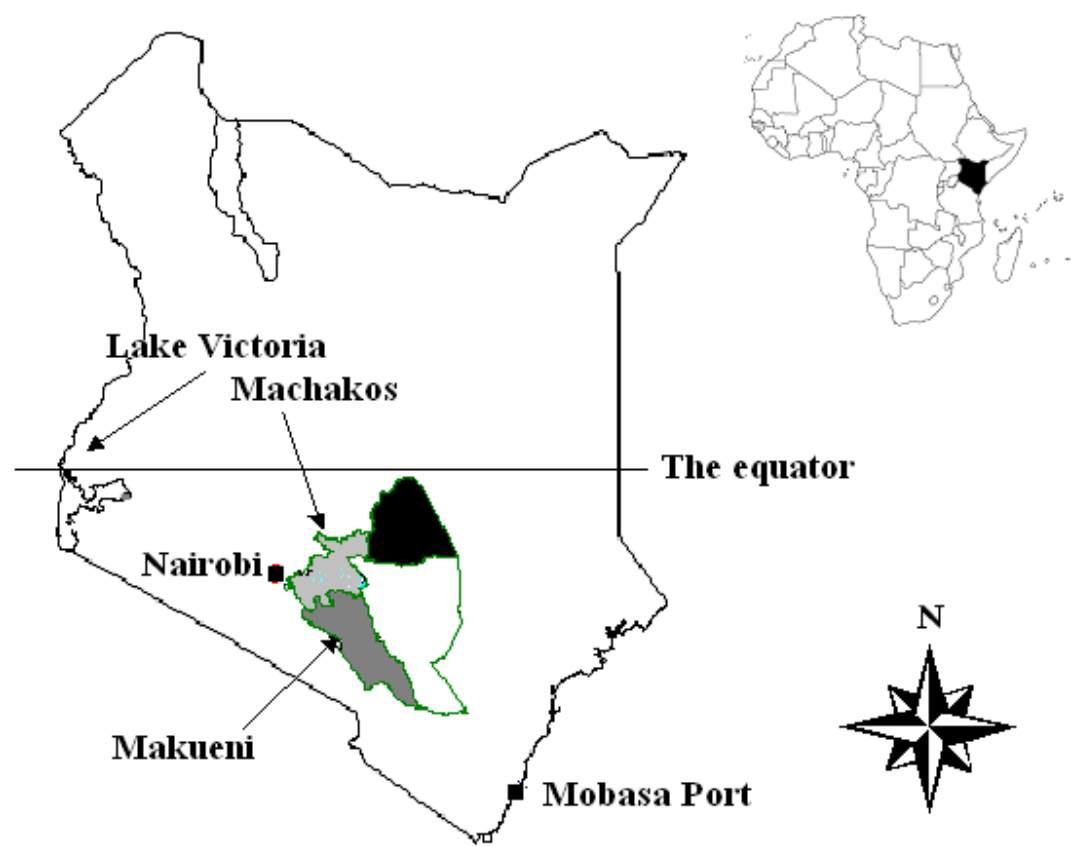 Lake Victoria
Machakos
The equator
Nairobi
N
Makueni
Mobasa Port